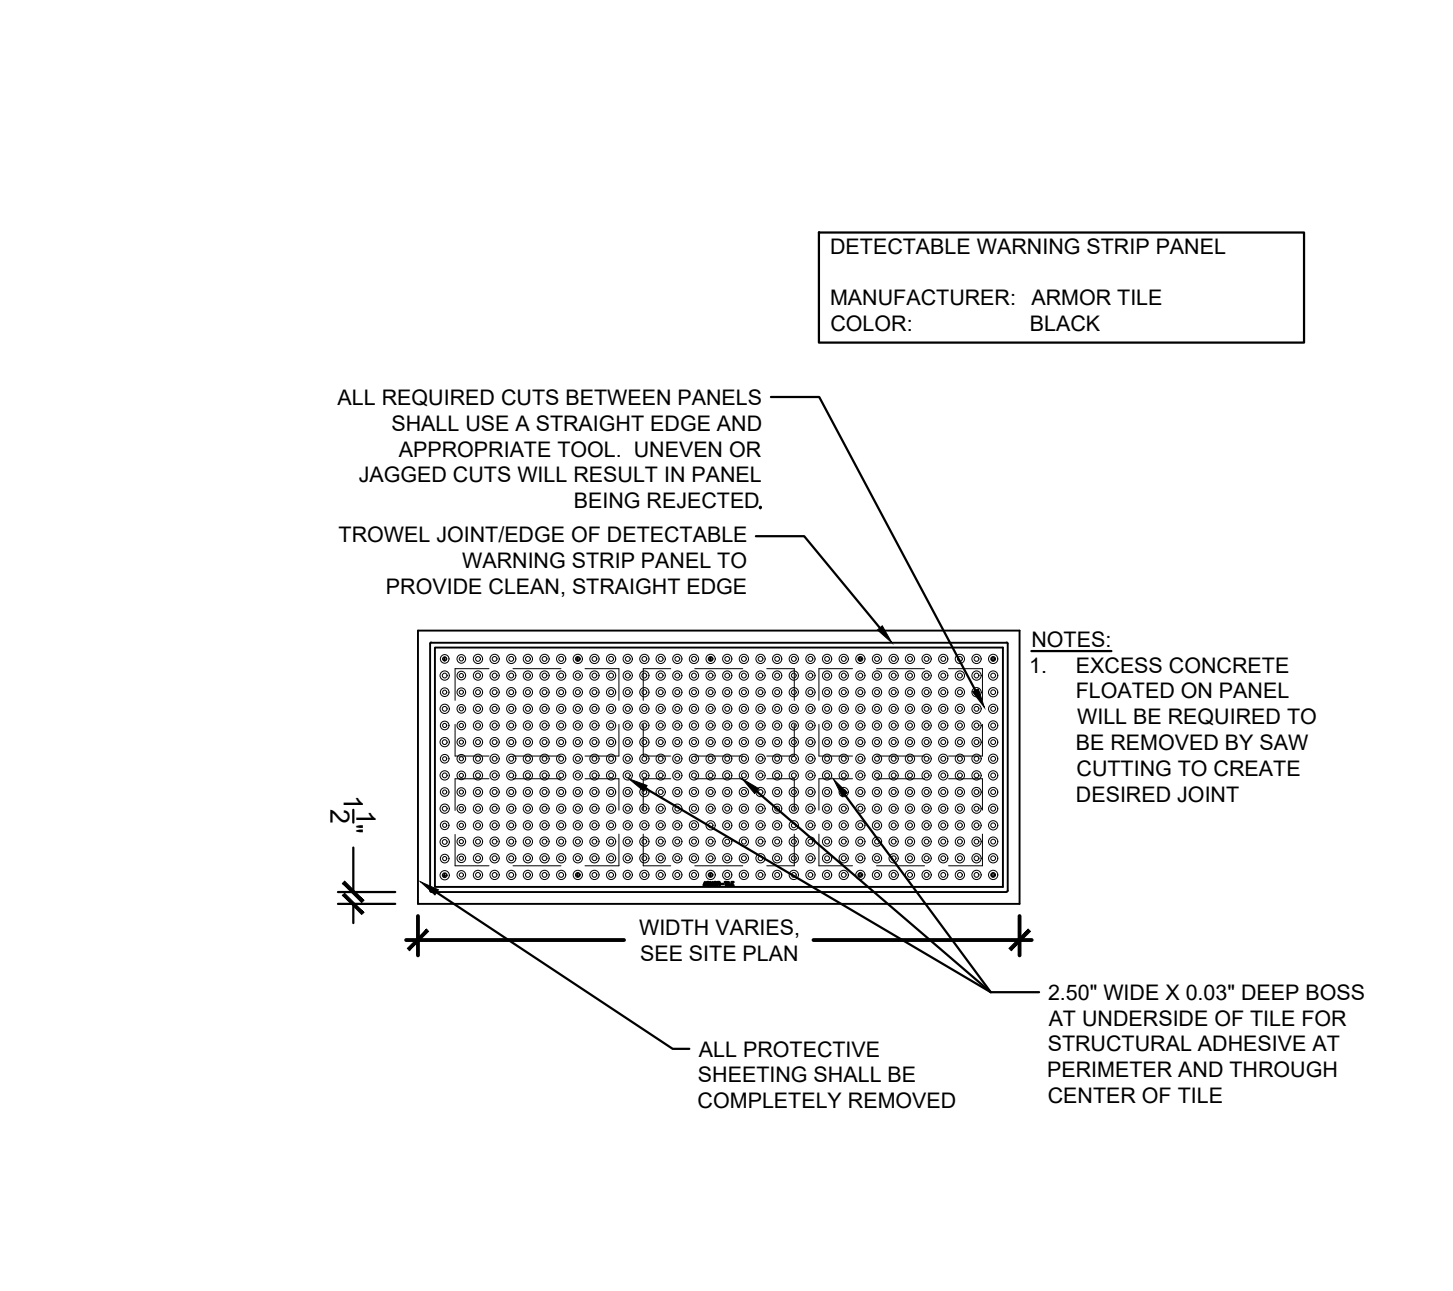 DETECTABLE WARNING STRIP PANEL
MANUFACTURER: ARMOR TILE
COLOR: BLACK
ALL REQUIRED CUTS BETWEEN PANELS
SHALL USE A STRAIGHT EDGE AND
APPROPRIATE TOOL. UNEVEN OR
JAGGED CUTS WILL RESULT IN PANEL
BEING REJECTED.
TROWEL JOINT/EDGE OF DETECTABLE
WARNING STRIP PANEL TO
PROVIDE CLEAN, STRAIGHT EDGE
NOTES:
1. EXCESS CONCRETE
FLOATED ON PANEL
WILL BE REQUIRED TO
BE REMOVED BY SAW
CUTTING TO CREATE
DESIRED JOINT
1 1/2"
WIDTH VARIES,
SEE SITE PLAN
2.50" WIDE X 0.03" DEEP BOSS
AT UNDERSIDE OF TILE FOR
STRUCTURAL ADHESIVE AT
PERIMETER AND THROUGH
CENTER OF TILE
ALL PROTECTIVE
SHEETING SHALL BE
COMPLETELY REMOVED